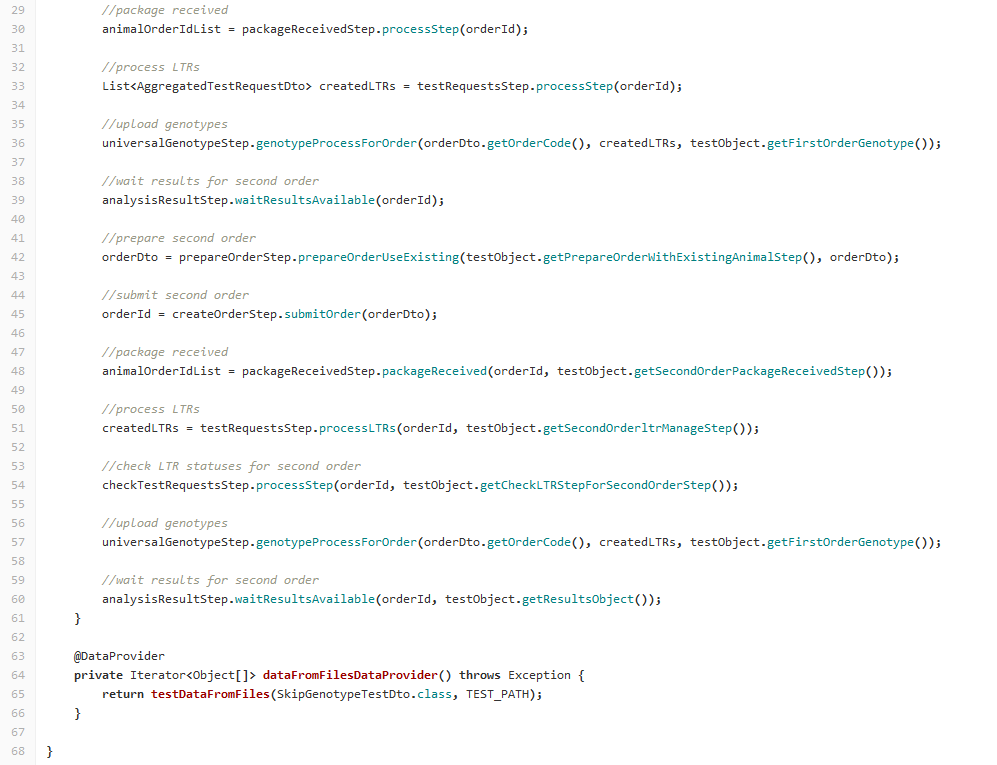 29 //package received
30 animalOrderIdList = packageReceivedStep.processStep(orderId);
31
32 //process LTRs
33 List<AggregatedTestRequestDto> createdLTRs = testRequestsStep.processStep(orderId);
34
35 //upload genotypes
36 universalGenotypeStep.genotypeProcessForOrder(orderDto.getOrderCode(), createdLTRs, testObject.getFirstOrderGenotype());
37
38 //wait results for second order
39 analysisResultStep.waitResultsAvailable(orderId);
40
41 //prepare second order
42 orderDto = prepareOrderStep.prepareOrderUseExisting(testObject.getPrepareOrderWithExistingAnimalStep(), orderDto);
43
44 //submit second order
45 orderId = createOrderStep.submitOrder(orderDto);
46
47 //package received
48 animalOrderIdList = packageReceivedStep.packageReceived(orderId, testObject.getSecondOrderPackageReceivedStep());
49
50 //process LTRs
51 createdLTRs = testRequestsStep.processLTRs(orderId, testObject.getSecondOrderltrManageStep());
52
53 //check LTR statuses for second order
54 checkTestRequestsStep.processStep(orderId, testObject.getCheckLTRStepForSecondOrderStep());
55
56 //upload genotypes
57 universalGenotypeStep.genotypeProcessForOrder(orderDto.getOrderCode(), createdLTRs, testObject.getFirstOrderGenotype());
58
59 //wait results for second order
60 analysisResultStep.waitResultsAvailable(orderId, testObject.getResultsObject());
61 }
62
63 @DataProvider
64 private Iterator<Object[]> dataFromFilesDataProvider() throws Exception {
65 return testDataFromFiles(SkipGenotypeTestDto.class, TEST_PATH);
66 }
67
68 }